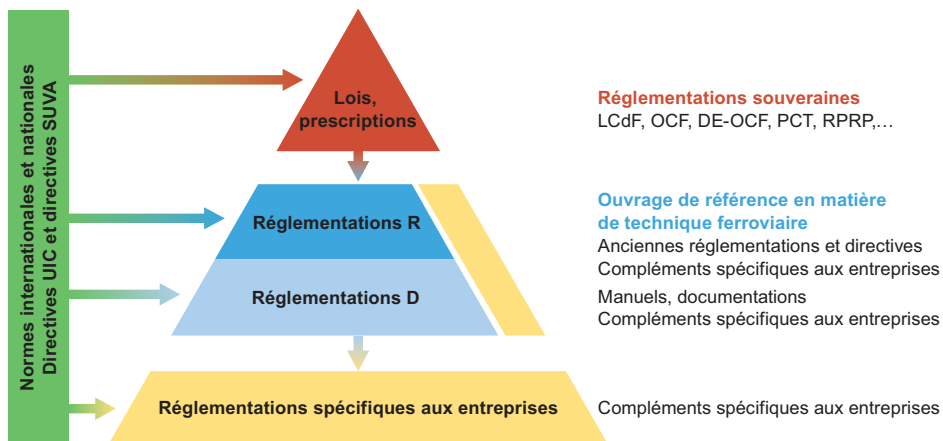 Normes internationales et nationales
Directives UIC et directives SUVA
Lois,
prescriptions
Réglementations souveraines
LCdF, OCF, DE-OCF, PCT, RPRP,…
Réglementations R
Ouvrage de référence en matière
de technique ferroviaire
Anciennes réglementations et directives
Compléments spécifiques aux entreprises
Réglementations D
Manuels, documentations
Compléments spécifiques aux entreprises
Réglementations spécifiques aux entreprises
Compléments spécifiques aux entreprises